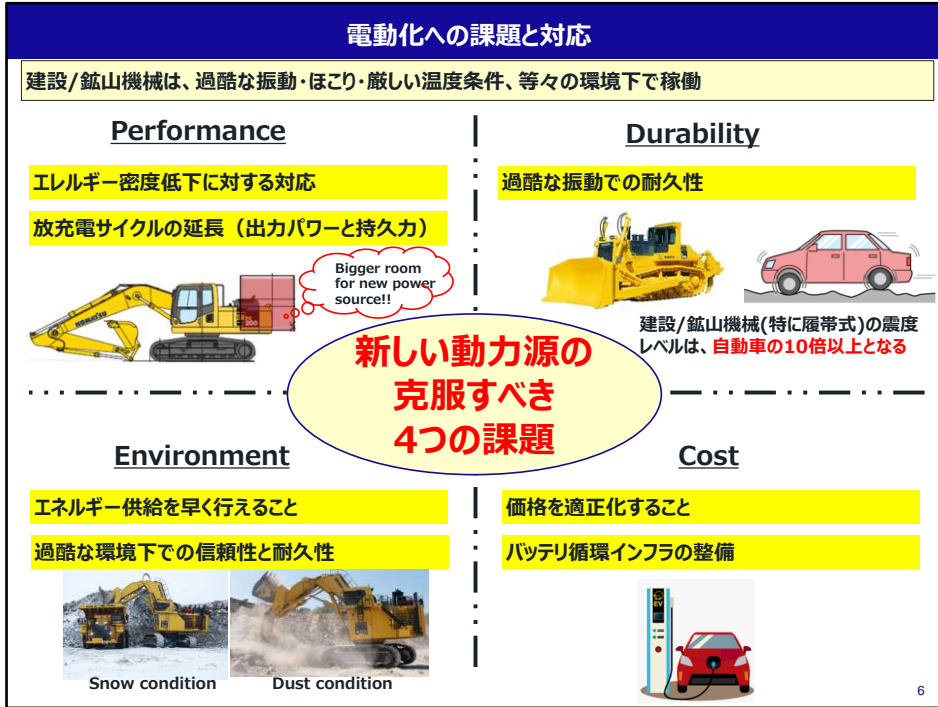 電動化への課題と対応
建設/鉱山機械は、過酷な振動・ほこり・厳しい温度条件、等々の環境下で稼働
Performance
エレルギー密度低下に対する対応
放充電サイクルの延長（出力パワーと持久力）
Bigger room
for new power
source!!
KOMATSU
200
Durability
過酷な振動での耐久性
建設/鉱山機械(特に履帯式)の震度
レベルは、自動車の10倍以上となる
新しい動力源の
克服すべき
4つの課題
Environment
エネルギー供給を早く行えること
過酷な環境下での信頼性と耐久性
Snow condition
Dust condition
Cost
価格を適正化すること
バッテリ循環インフラの整備
EV
6